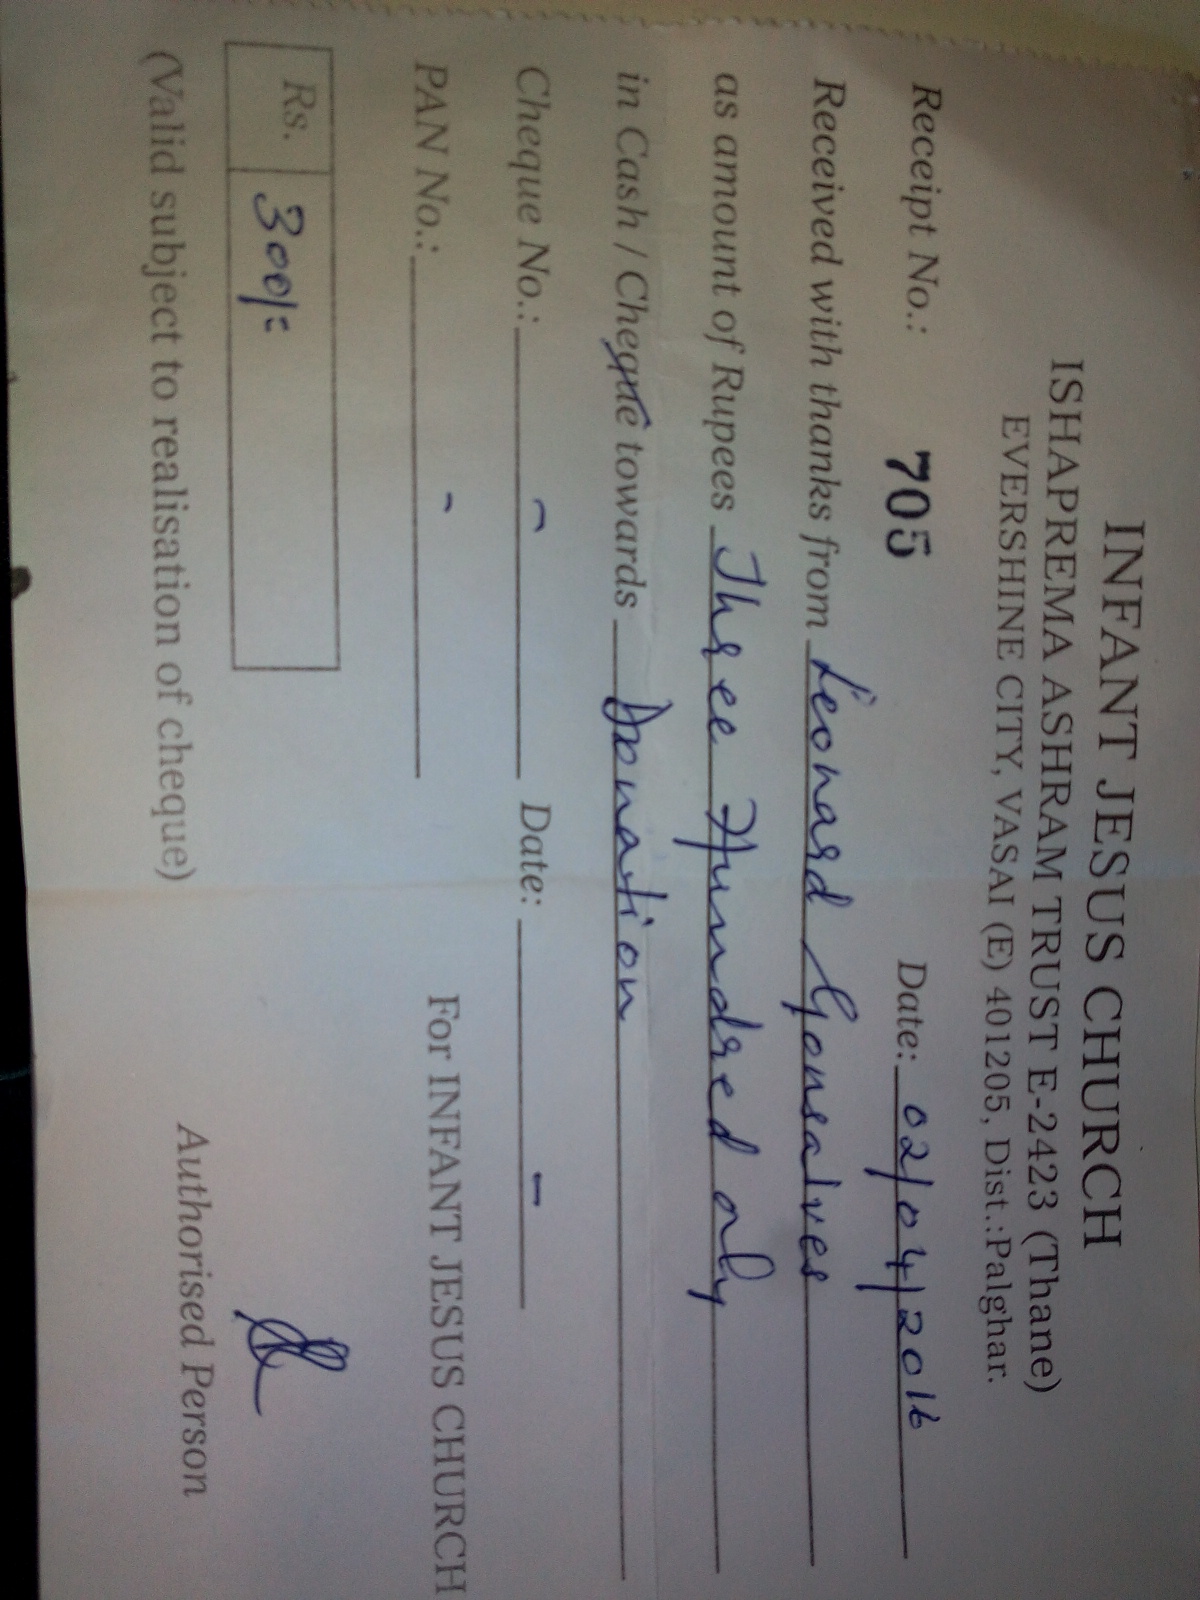 INFANT JESUS CHURCH
ISHAPREMA ASHRAM TRUST E-2423 (Thane)
EVERSHINE CITY, VASAI (E) 401205, Dist.:Palghar.
Receipt No.: 705 Date: 02/04/2016
Received with thanks from Leonard Gonsalves
as amount of Rupees Three Hundred only
in Cash / Cheque towards Donation
Cheque No.: - Date: -
PAN No.: -
For INFANT JESUS CHURCH
Rs. 300/=
(Valid subject to realisation of cheque)
Authorised Person